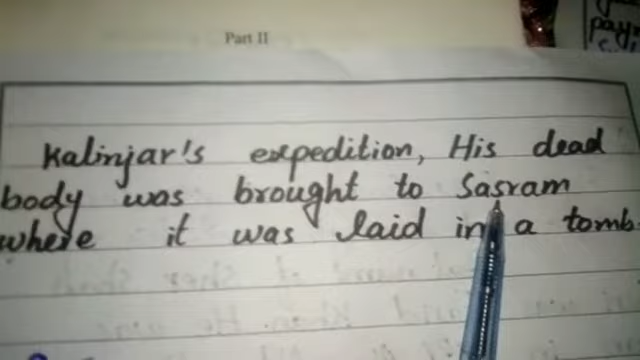 Part II
Kalinjar's expedition, His dead
body was brought to Sasram
where it was laid in a tomb.